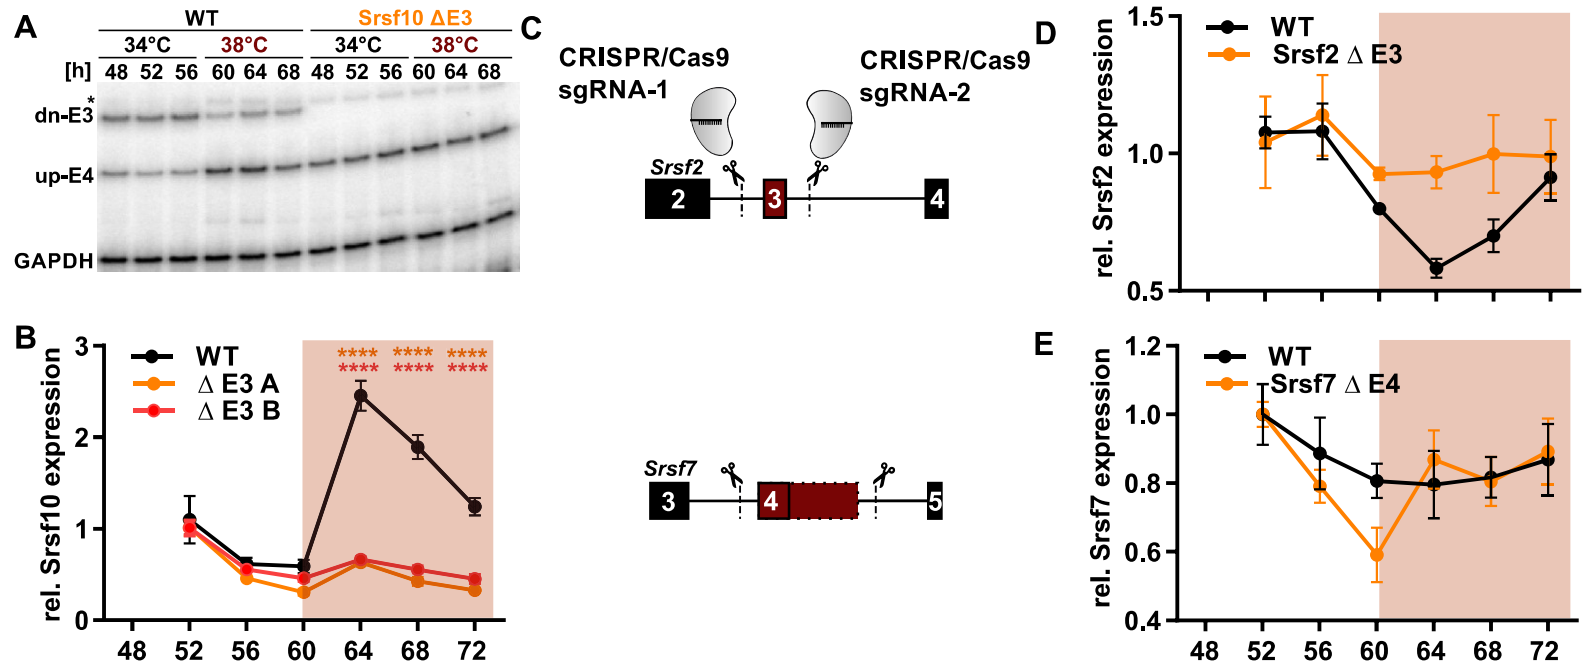 A
WT
Srsf10 ΔE3
34°C
38°C
34°C
38°C
[h] 48 52 56 60 64 68 48 52 56 60 64 68
*
dn-E3
up-E4
GAPDH
B
WT
Δ E3 A
Δ E3 B
**** **** ****
**** **** ****
rel. Srsf10 expression
3
2
1
0
48 52 56 60 64 68 72
C
CRISPR/Cas9
sgRNA-1
CRISPR/Cas9
sgRNA-2
Srsf2
2 3 4
Srsf7
3 4 5
D
WT
Srsf2 Δ E3
rel. Srsf2 expression
1.5
1.0
0.5
E
WT
Srsf7 Δ E4
rel. Srsf7 expression
1.2
1.0
0.8
0.6
0.4
48 52 56 60 64 68 72